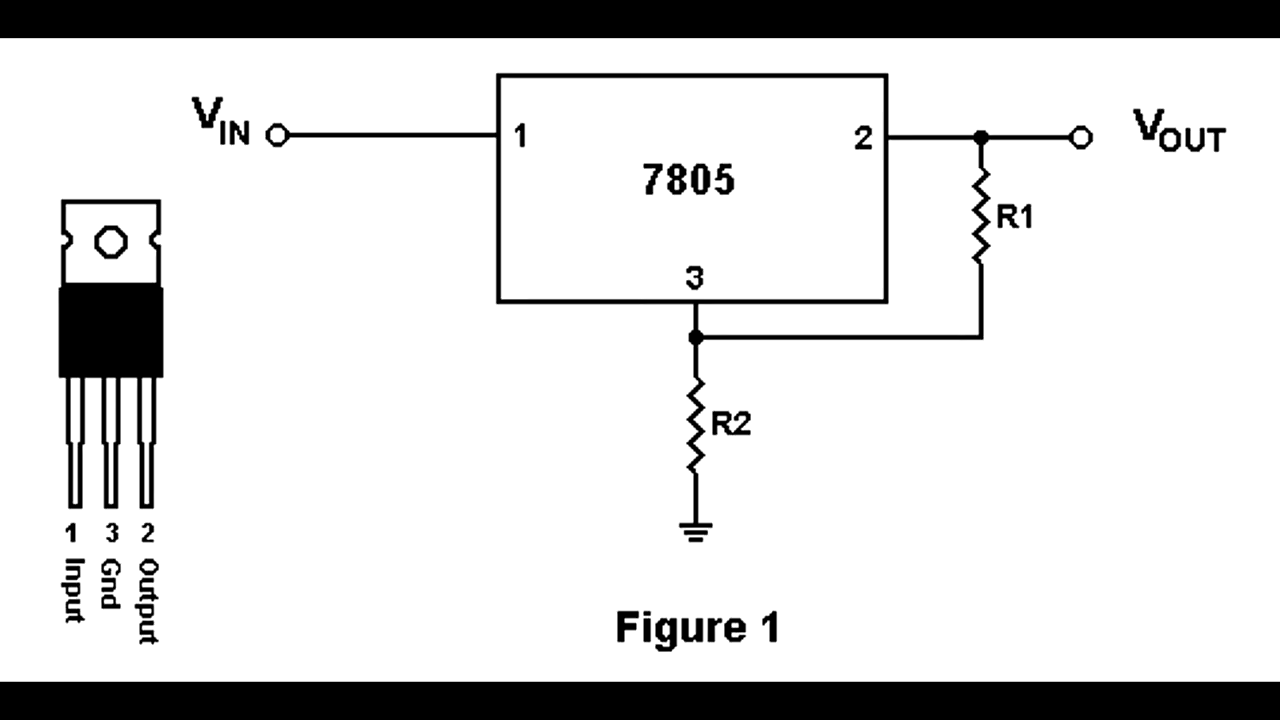 VIN
1
2
VOUT
7805
R1
3
R2
1 3 2
Input
Gnd
Output
Figure 1